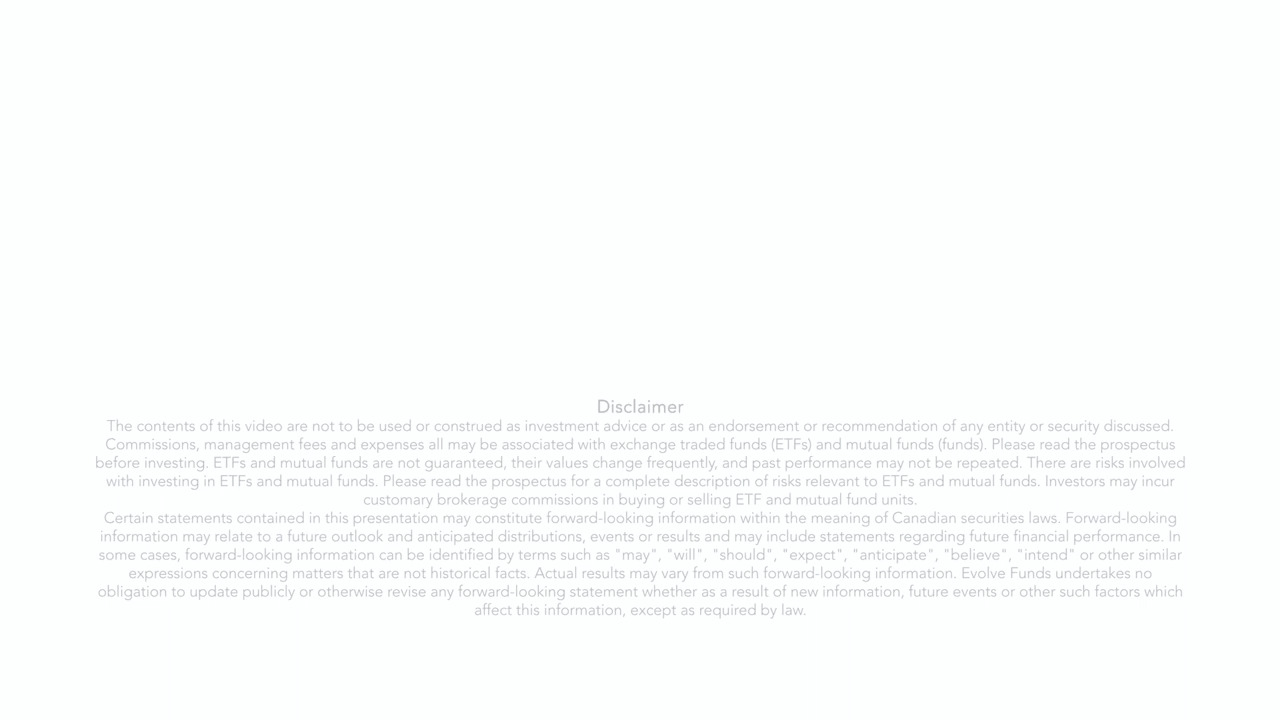 Disclaimer
The contents of this video are not to be used or construed as investment advice or as an endorsement or recommendation of any entity or security discussed.
Commissions, management fees and expenses all may be associated with exchange traded funds (ETFs) and mutual funds (funds). Please read the prospectus
before investing. ETFs and mutual funds are not guaranteed, their values change frequently, and past performance may not be repeated. There are risks involved
with investing in ETFs and mutual funds. Please read the prospectus for a complete description of risks relevant to ETFs and mutual funds. Investors may incur
customary brokerage commissions in buying or selling ETF and mutual fund units.
Certain statements contained in this presentation may constitute forward-looking information within the meaning of Canadian securities laws. Forward-looking
information may relate to a future outlook and anticipated distributions, events or results and may include statements regarding future financial performance. In
some cases, forward-looking information can be identified by terms such as "may", "will", "should", "expect", "anticipate", "believe", "intend" or other similar
expressions concerning matters that are not historical facts. Actual results may vary from such forward-looking information. Evolve Funds undertakes no
obligation to update publicly or otherwise revise any forward-looking statement whether as a result of new information, future events or other such factors which
affect this information, except as required by law.